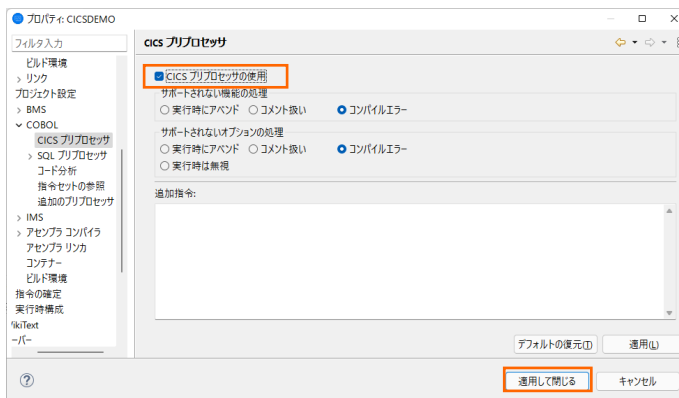 プロパティ: CICSDEMO
フィルタ入力
ビルド環境
リンク
プロジェクト設定
BMS
COBOL
CICS プリプロセッサ
SQL プリプロセッサ
コード分析
指令セットの参照
追加のプリプロセッサ
IMS
アセンブラ コンパイラ
アセンブラ リンカ
コンテナー
ビルド環境
指令の確定
実行時構成
ikiText
ーバー
CICS プリプロセッサ
CICS プリプロセッサの使用
サポートされない機能の処理
実行時にアベンド コメント扱い コンパイルエラー
サポートされないオプションの処理
実行時にアベンド コメント扱い コンパイルエラー
実行時は無視
追加指令:
デフォルトの復元(T) 適用(L)
適用して閉じる キャンセル